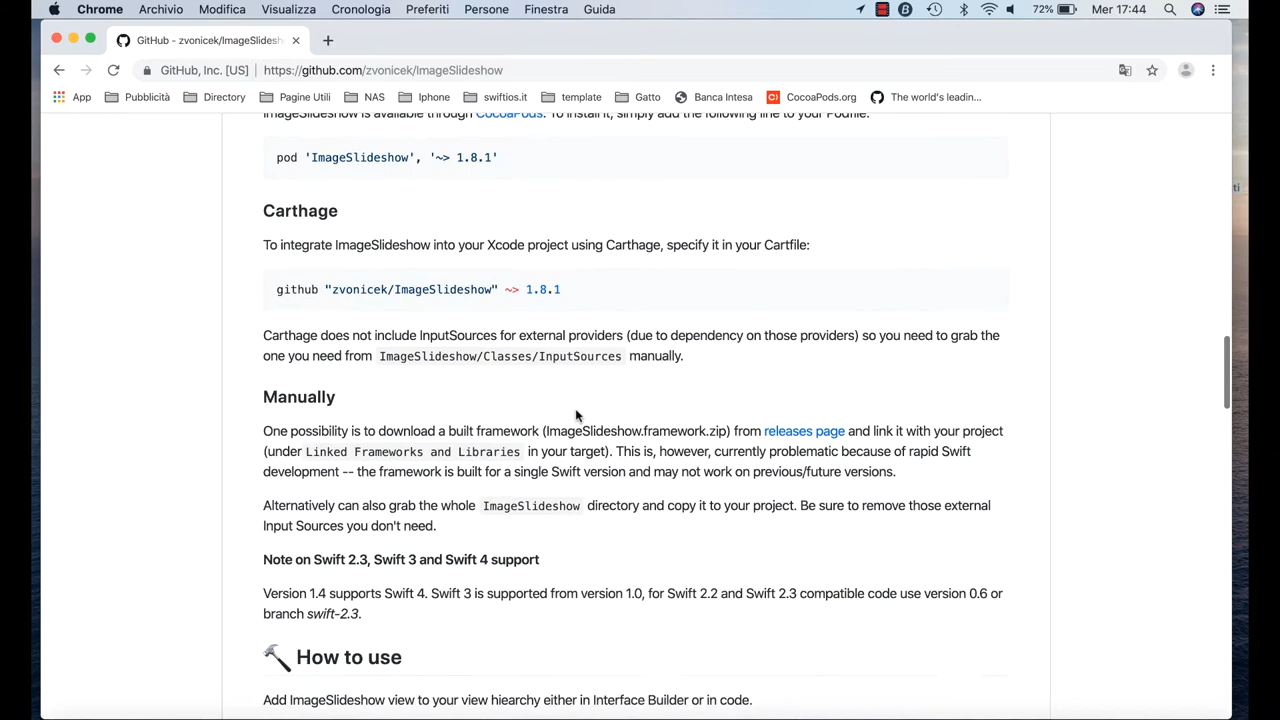 Chrome Archivio Modifica Visualizza Cronologia Preferiti Persone Finestra Guida 72% Mer 17:44
GitHub - zvonicek/ImageSlidesh
GitHub, Inc. [US] https://github.com/zvonicek/ImageSlideshow
App Pubblicità Directory Pagine Utili NAS Iphone swiftios.it template Gatto Banca Intesa CocoaPods.org The world's leadin...
ImageSlideshow is available through CocoaPods. To install it, simply add the following line to your Podfile:
pod 'ImageSlideshow', '~> 1.8.1'
Carthage
To integrate ImageSlideshow into your Xcode project using Carthage, specify it in your Cartfile:
github "zvonicek/ImageSlideshow" ~> 1.8.1
Carthage does not include InputSources for external providers (due to dependency on those providers) so you need to grab the
one you need from ImageSlideshow/Classes/InputSources manually.
Manually
One possibility is to download a built framework (ImageSlideshow.framework.zip) from releases page and link it with your project
(under Linked Frameworks and Libraries in your target). This is, however, currently problematic because of rapid Swift
development -- the framework is built for a single Swift version and may not work on previous/future versions.
Alternatively can also grab the whole ImageSlideshow directory and copy it to your project. Be sure to remove those external
Input Sources you don't need.
Note on Swift 2.3, Swift 3 and Swift 4 support
Version 1.4 supports Swift 4. Swift 3 is supported from version 1.0, for Swift 2.2 and Swift 2.3 compatible code use version 0.6 or
branch swift-2.3.
How to use
Add ImageSlideshow view to your view hiearchy either in Interface Builder or in code.